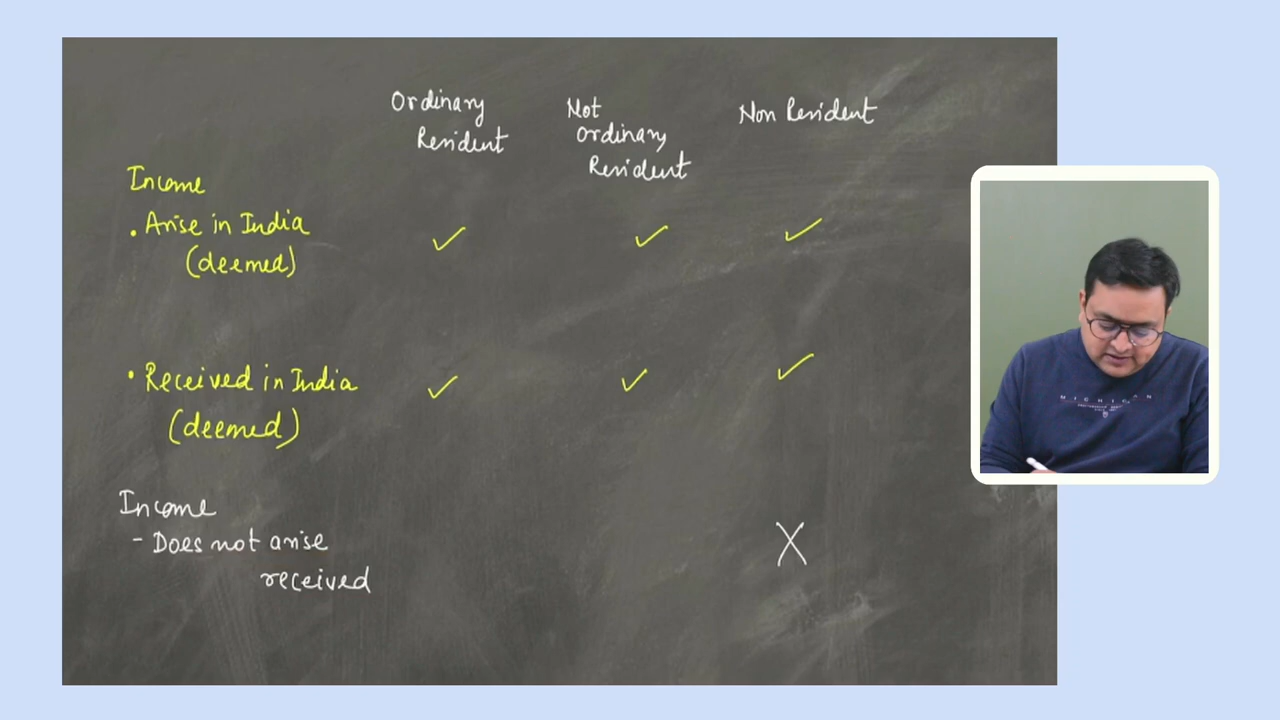 Ordinary
Resident
Not
Ordinary
Resident
Non Resident
Income
• Arise in India
(deemed)
✓ ✓ ✓
• Received in India
(deemed)
✓ ✓ ✓
Income
- Does not arise
received
X
MICHIGAN